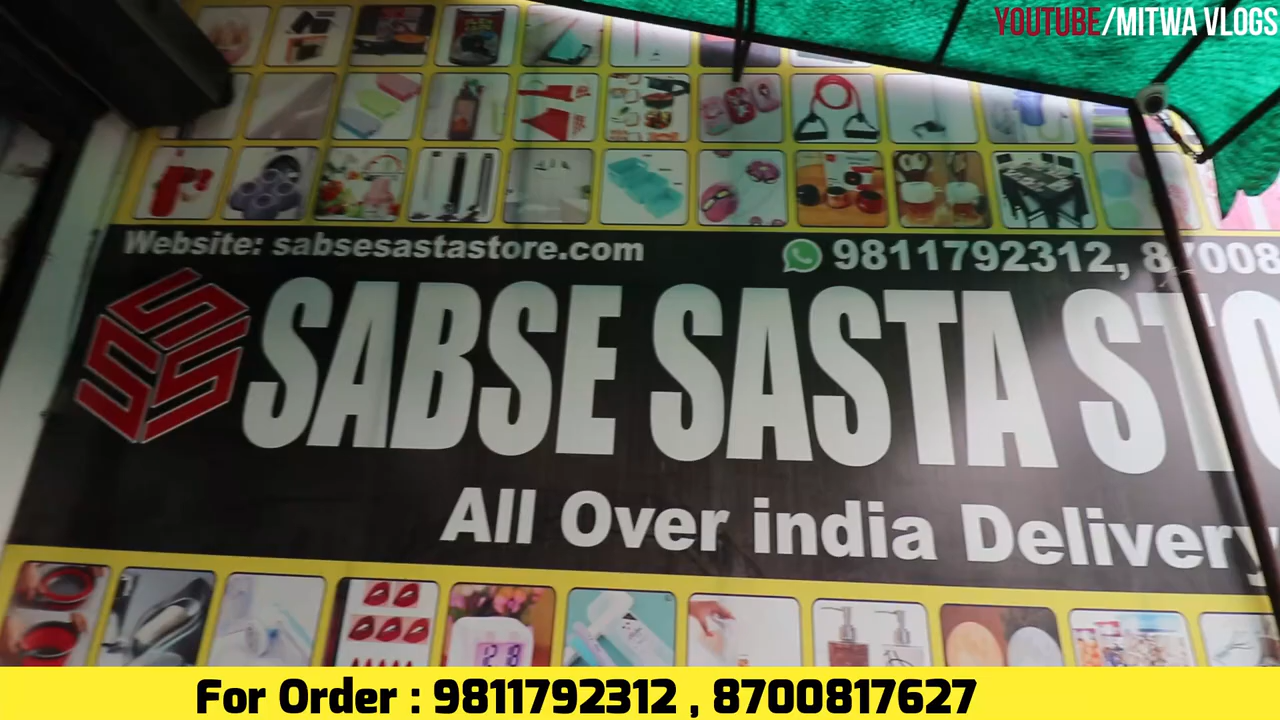 YOUTUBE/MITWA VLOGS
Website: sabsesastastore.com
9811792312, 87008
SABSE SASTA STO
All Over india Delivery
For Order : 9811792312 , 8700817627